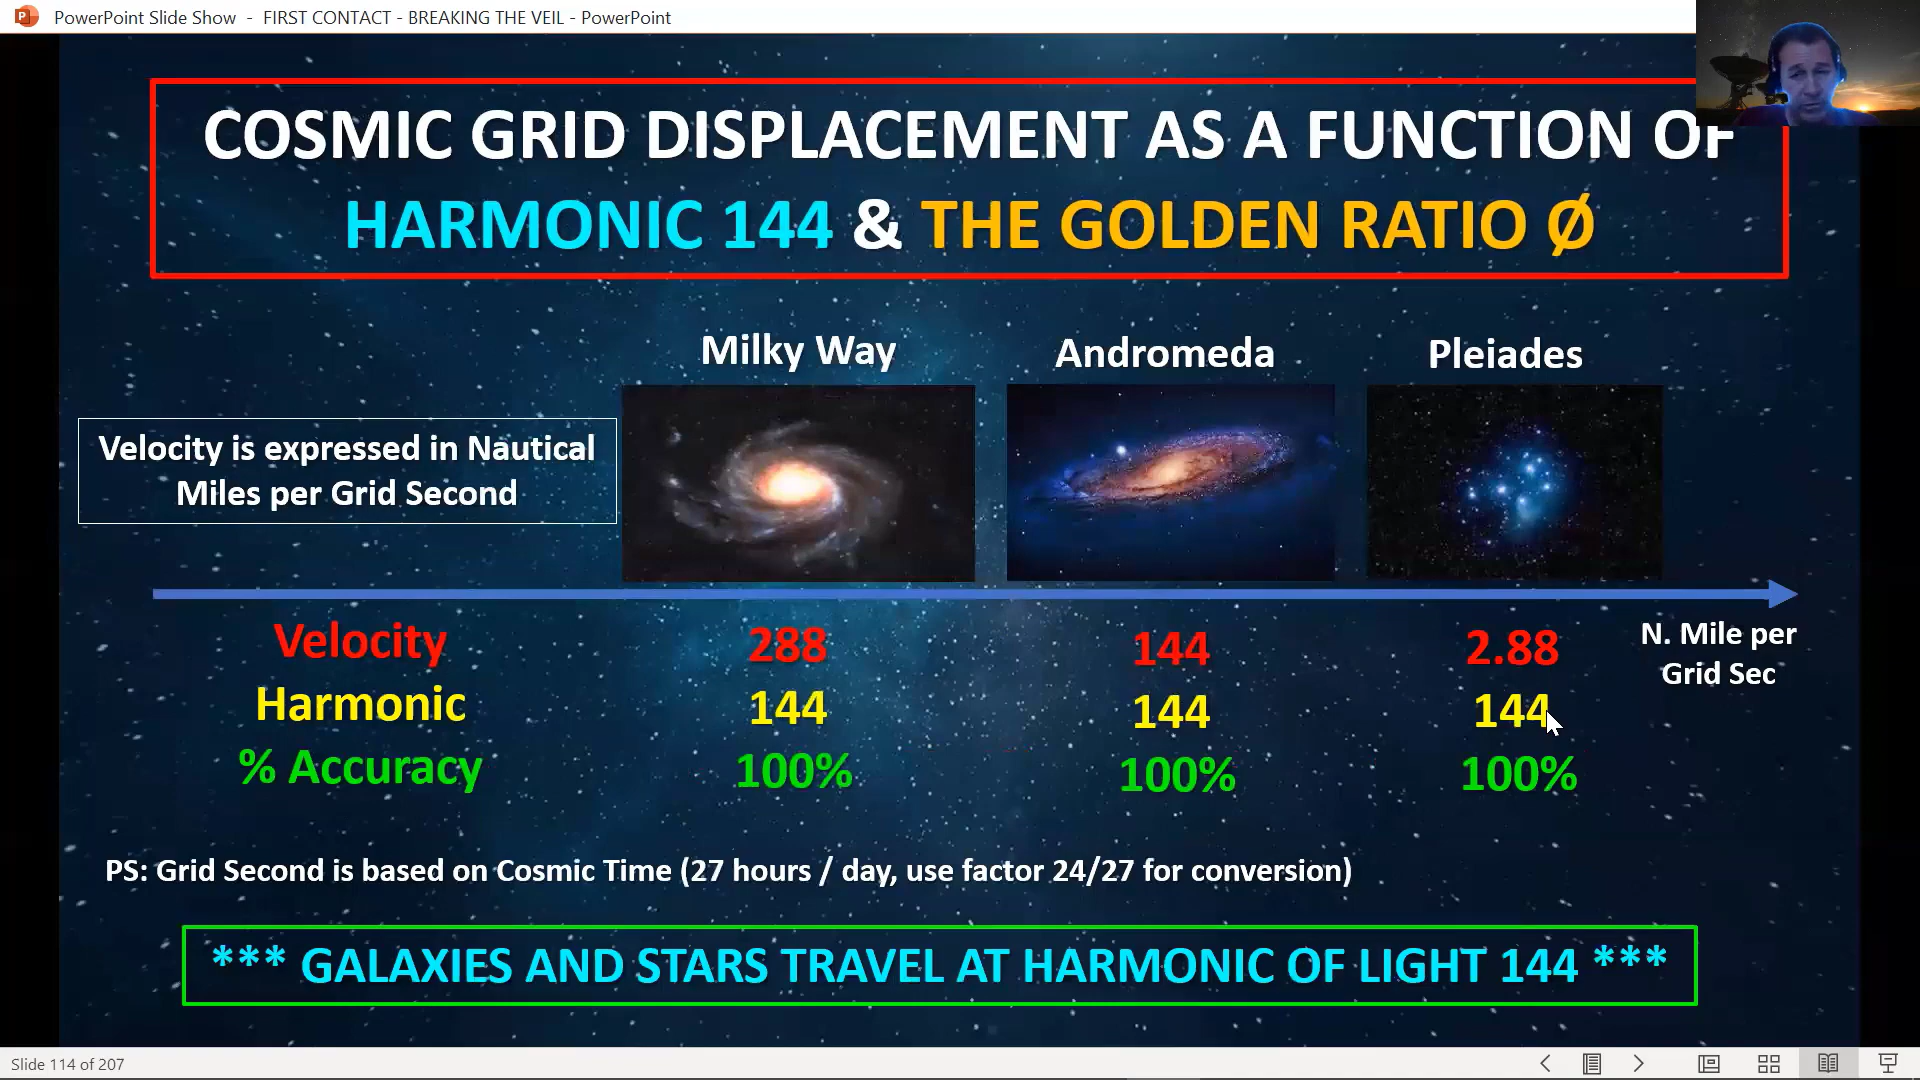 PowerPoint Slide Show - FIRST CONTACT - BREAKING THE VEIL - PowerPoint
COSMIC GRID DISPLACEMENT AS A FUNCTION OF
HARMONIC 144 & THE GOLDEN RATIO Ø
Milky Way
Andromeda
Pleiades
Velocity is expressed in Nautical
Miles per Grid Second
Velocity 288 144 2.88
N. Mile per
Grid Sec
Harmonic 144 144 144
% Accuracy 100% 100% 100%
PS: Grid Second is based on Cosmic Time (27 hours / day, use factor 24/27 for conversion)
*** GALAXIES AND STARS TRAVEL AT HARMONIC OF LIGHT 144 ***
Slide 114 of 207